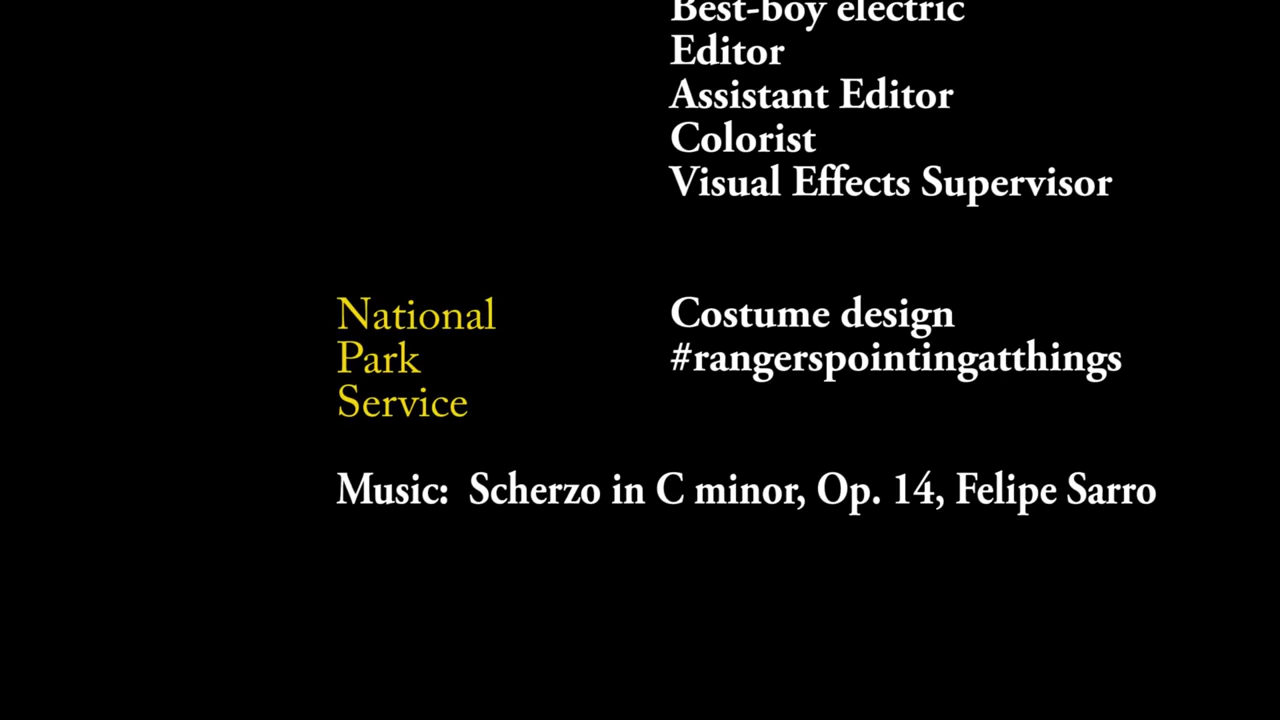 Best-boy electric
Editor
Assistant Editor
Colorist
Visual Effects Supervisor
National
Park
Service
Costume design
#rangerspointingatthings
Music: Scherzo in C minor, Op. 14, Felipe Sarro